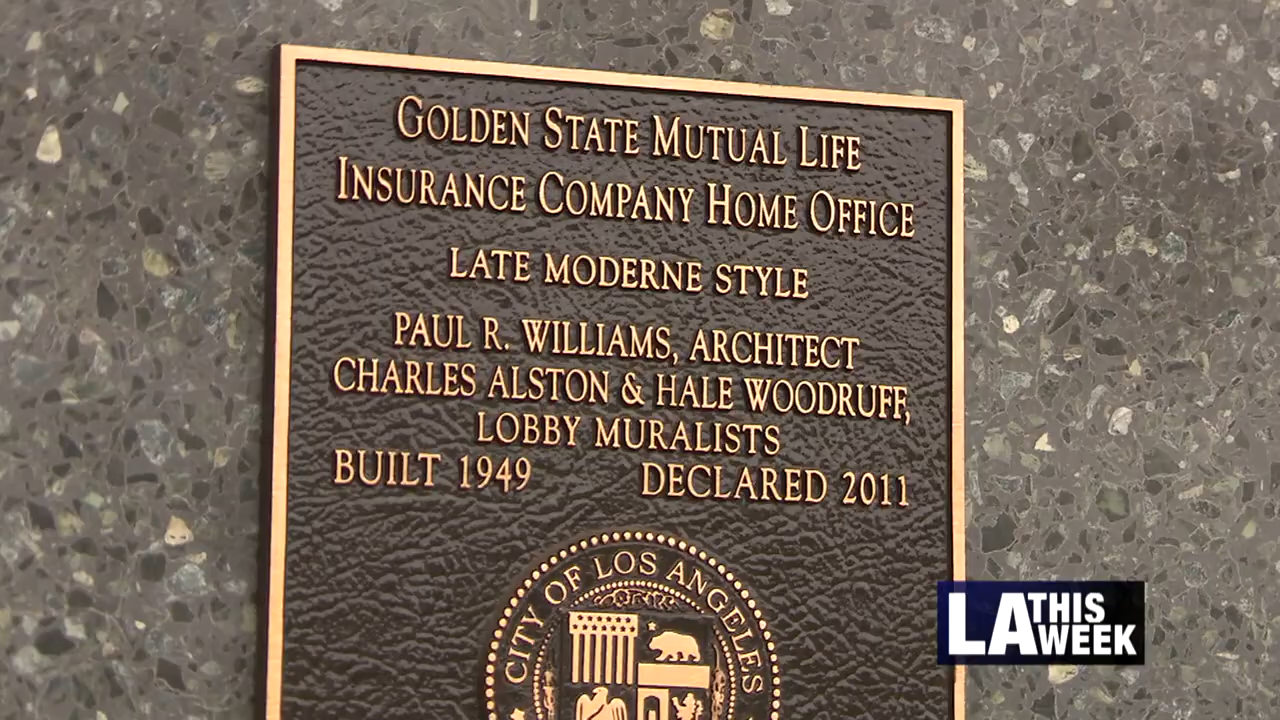 GOLDEN STATE MUTUAL LIFE
INSURANCE COMPANY HOME OFFICE
LATE MODERNE STYLE
PAUL R. WILLIAMS, ARCHITECT
CHARLES ALSTON & HALE WOODRUFF,
LOBBY MURALISTS
BUILT 1949 DECLARED 2011
CITY OF LOS ANGELES
LA THIS WEEK